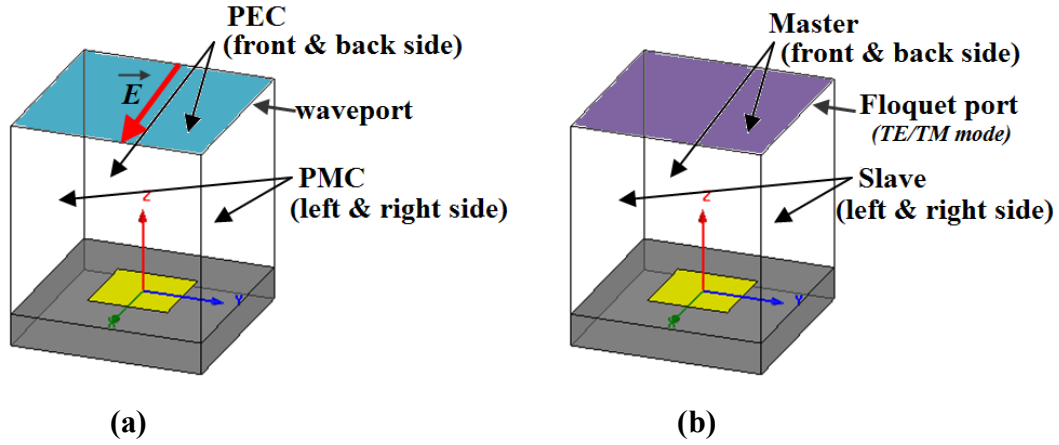 PEC
(front & back side)
E
waveport
PMC
(left & right side)
Z
Y
X
(a)
Master
(front & back side)
Floquet port
(TE/TM mode)
Slave
(left & right side)
Z
Y
X
(b)